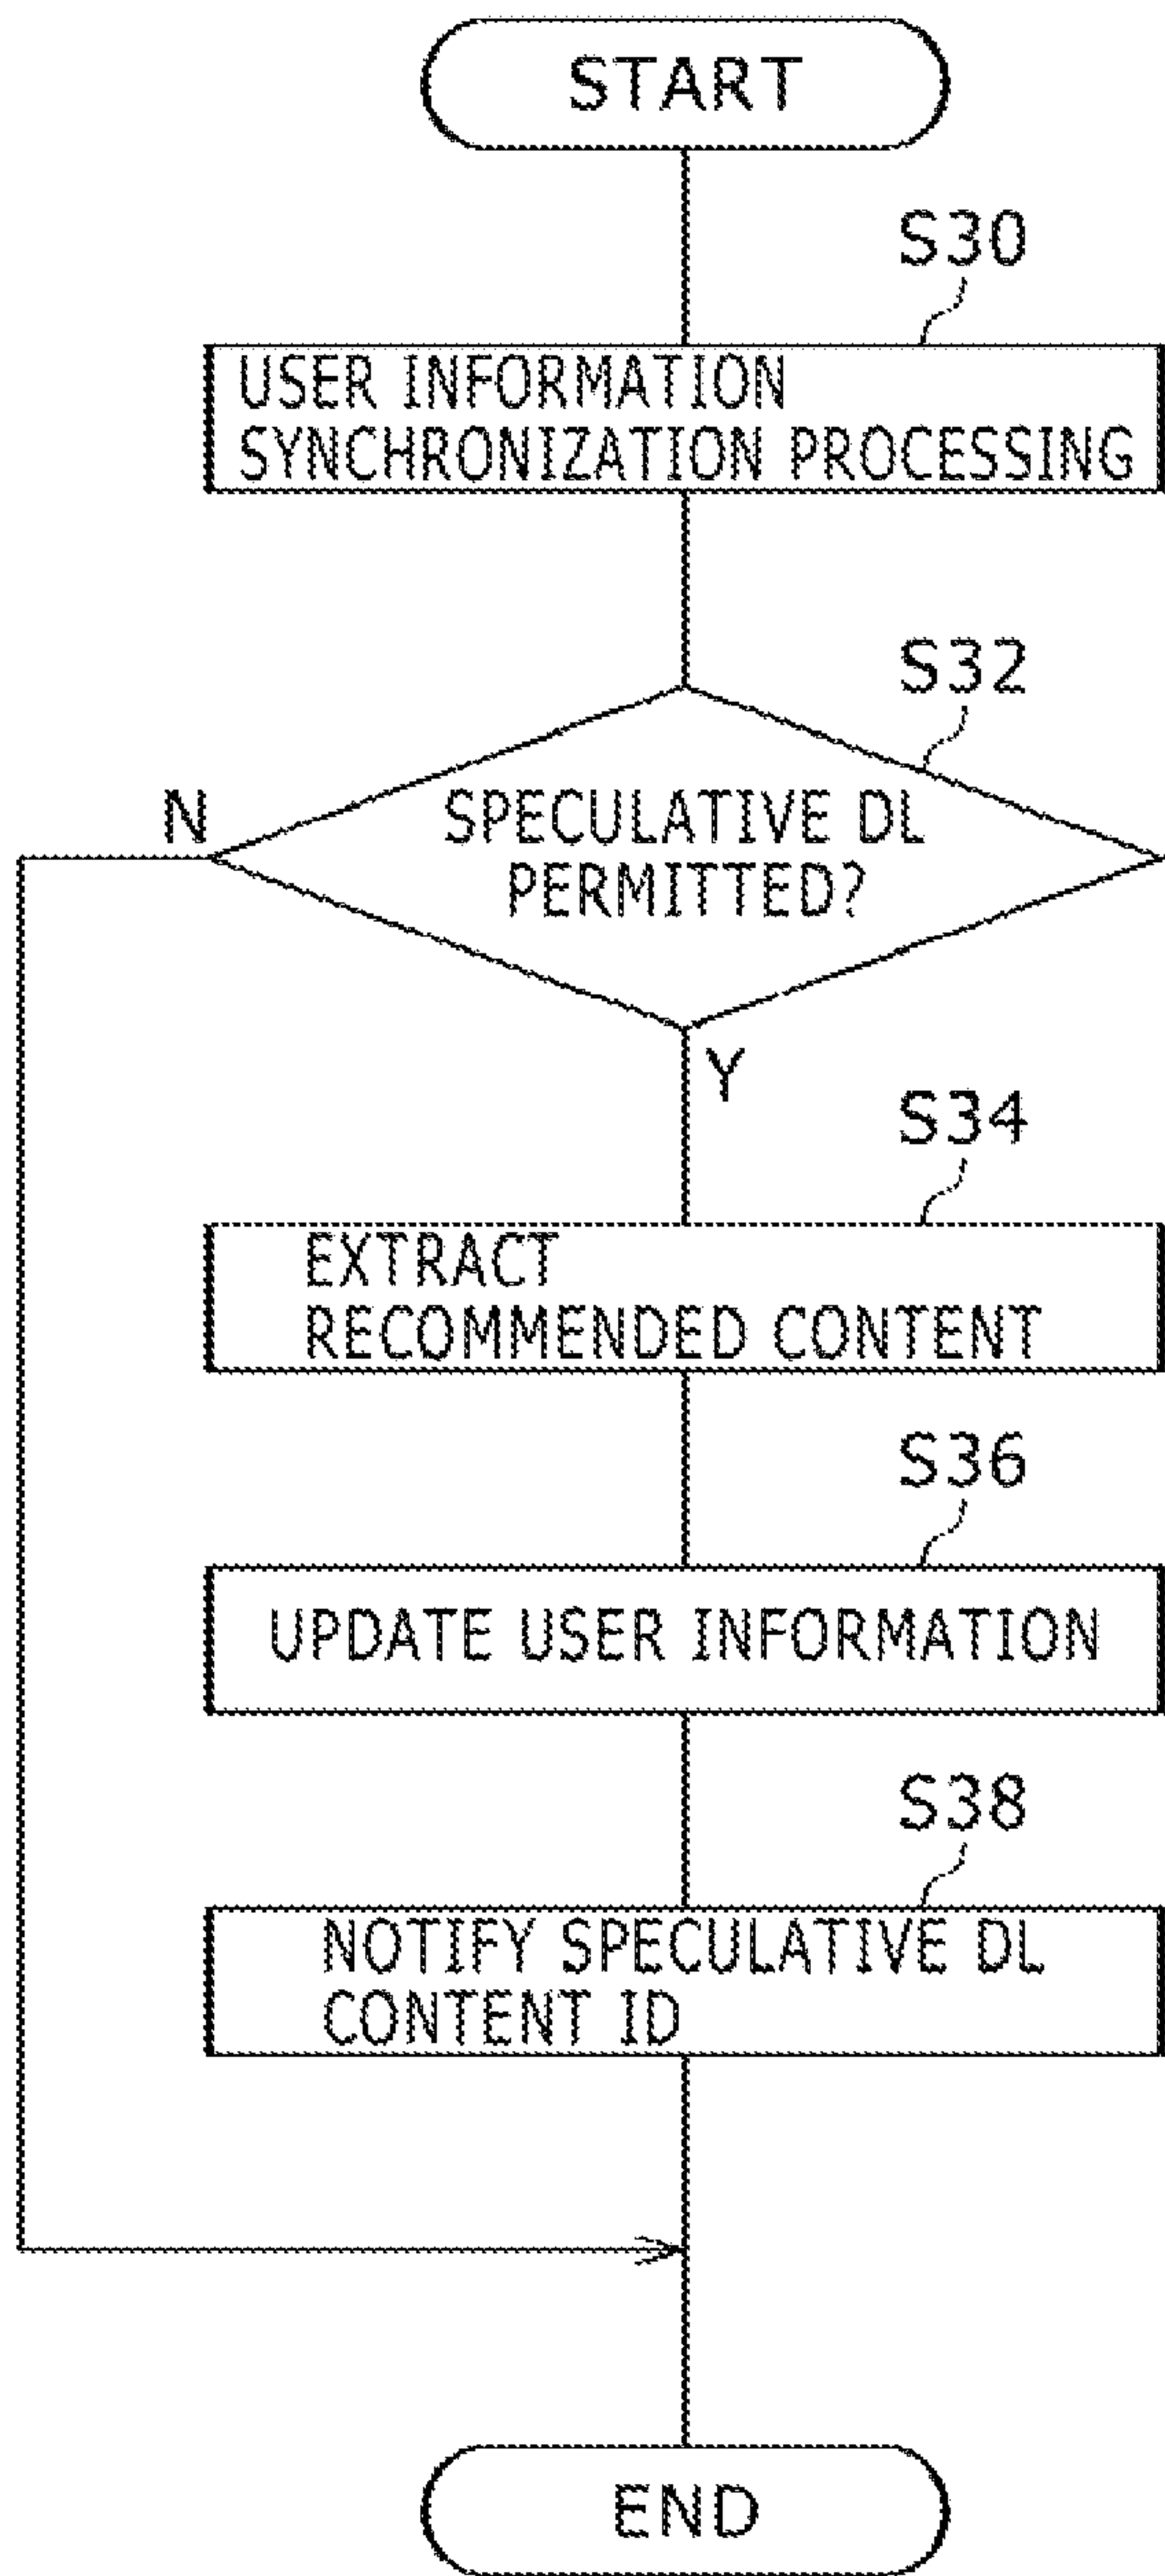 START
S30
USER INFORMATION
SYNCHRONIZATION PROCESSING
S32
N
SPECULATIVE DL
PERMITTED?
Y
S34
EXTRACT
RECOMMENDED CONTENT
S36
UPDATE USER INFORMATION
S38
NOTIFY SPECULATIVE DL
CONTENT ID
END